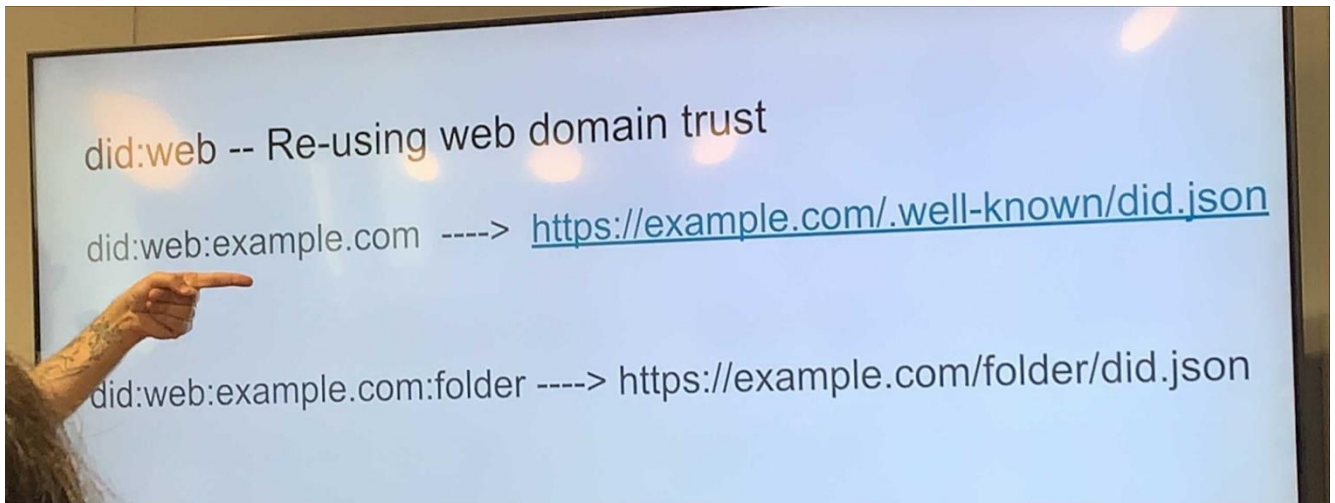 did:web -- Re-using web domain trust
did:web:example.com ----> https://example.com/.well-known/did.json
did:web:example.com:folder ----> https://example.com/folder/did.json